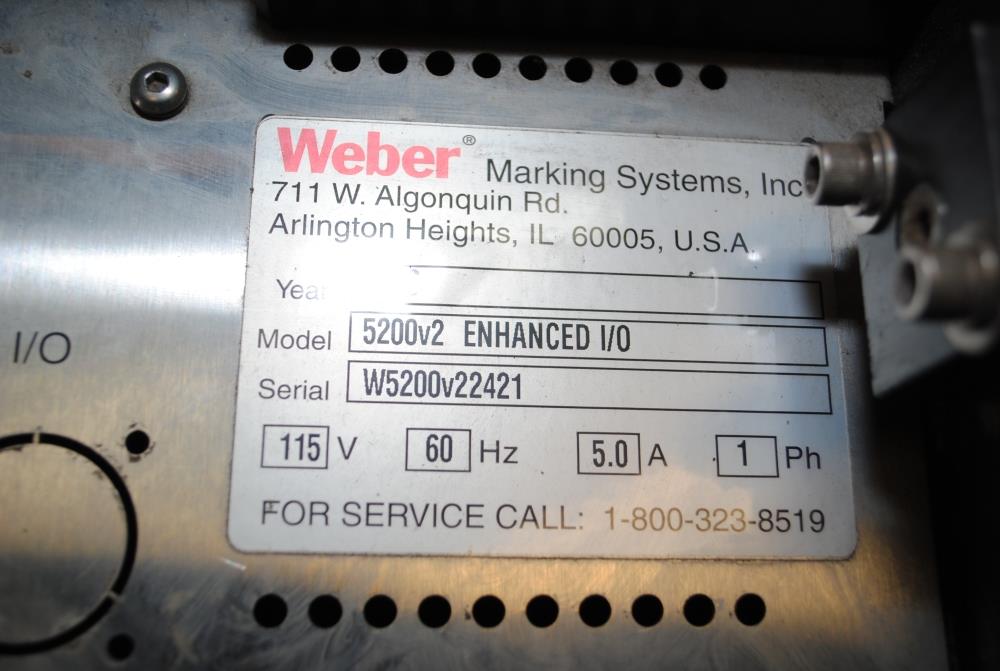 Weber® Marking Systems, Inc
711 W. Algonquin Rd.
Arlington Heights, IL 60005, U.S.A.
Model 5200v2 ENHANCED I/O
Serial W5200v22421
115 V 60 Hz 5.0 A 1 Ph
FOR SERVICE CALL: 1-800-323-8519
I/O